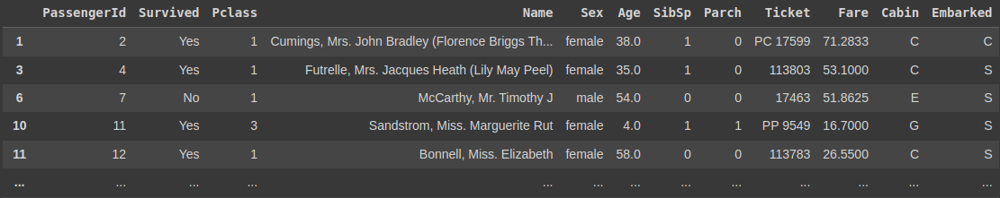 PassengerId Survived Pclass Name Sex Age SibSp Parch Ticket Fare Cabin Embarked
1 2 Yes 1 Cumings, Mrs. John Bradley (Florence Briggs Th... female 38.0 1 0 PC 17599 71.2833 C C
3 4 Yes 1 Futrelle, Mrs. Jacques Heath (Lily May Peel) female 35.0 1 0 113803 53.1000 C S
6 7 No 1 McCarthy, Mr. Timothy J male 54.0 0 0 17463 51.8625 E S
10 11 Yes 3 Sandstrom, Miss. Marguerite Rut female 4.0 1 1 PP 9549 16.7000 G S
11 12 Yes 1 Bonnell, Miss. Elizabeth female 58.0 0 0 113783 26.5500 C S
... ... ... ... ... ... ... ... ... ... ... ... ...